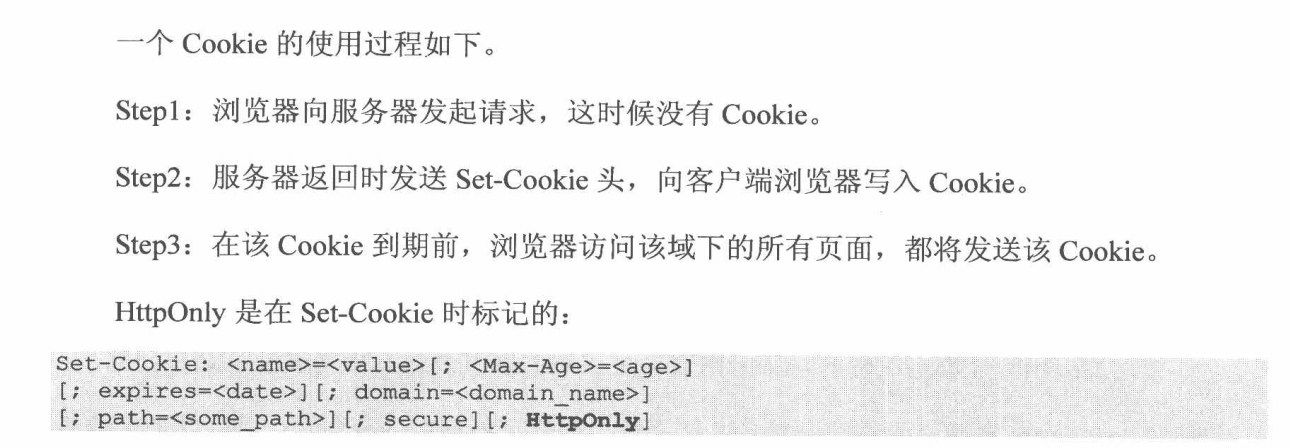 一个 Cookie 的使用过程如下。
Step1：浏览器向服务器发起请求，这时候没有 Cookie。
Step2：服务器返回时发送 Set-Cookie 头，向客户端浏览器写入 Cookie。
Step3：在该 Cookie 到期前，浏览器访问该域下的所有页面，都将发送该 Cookie。
HttpOnly 是在 Set-Cookie 时标记的：
Set-Cookie: <name>=<value>[; <Max-Age>=<age>]
[; expires=<date>][; domain=<domain_name>]
[; path=<some_path>][; secure][; HttpOnly]